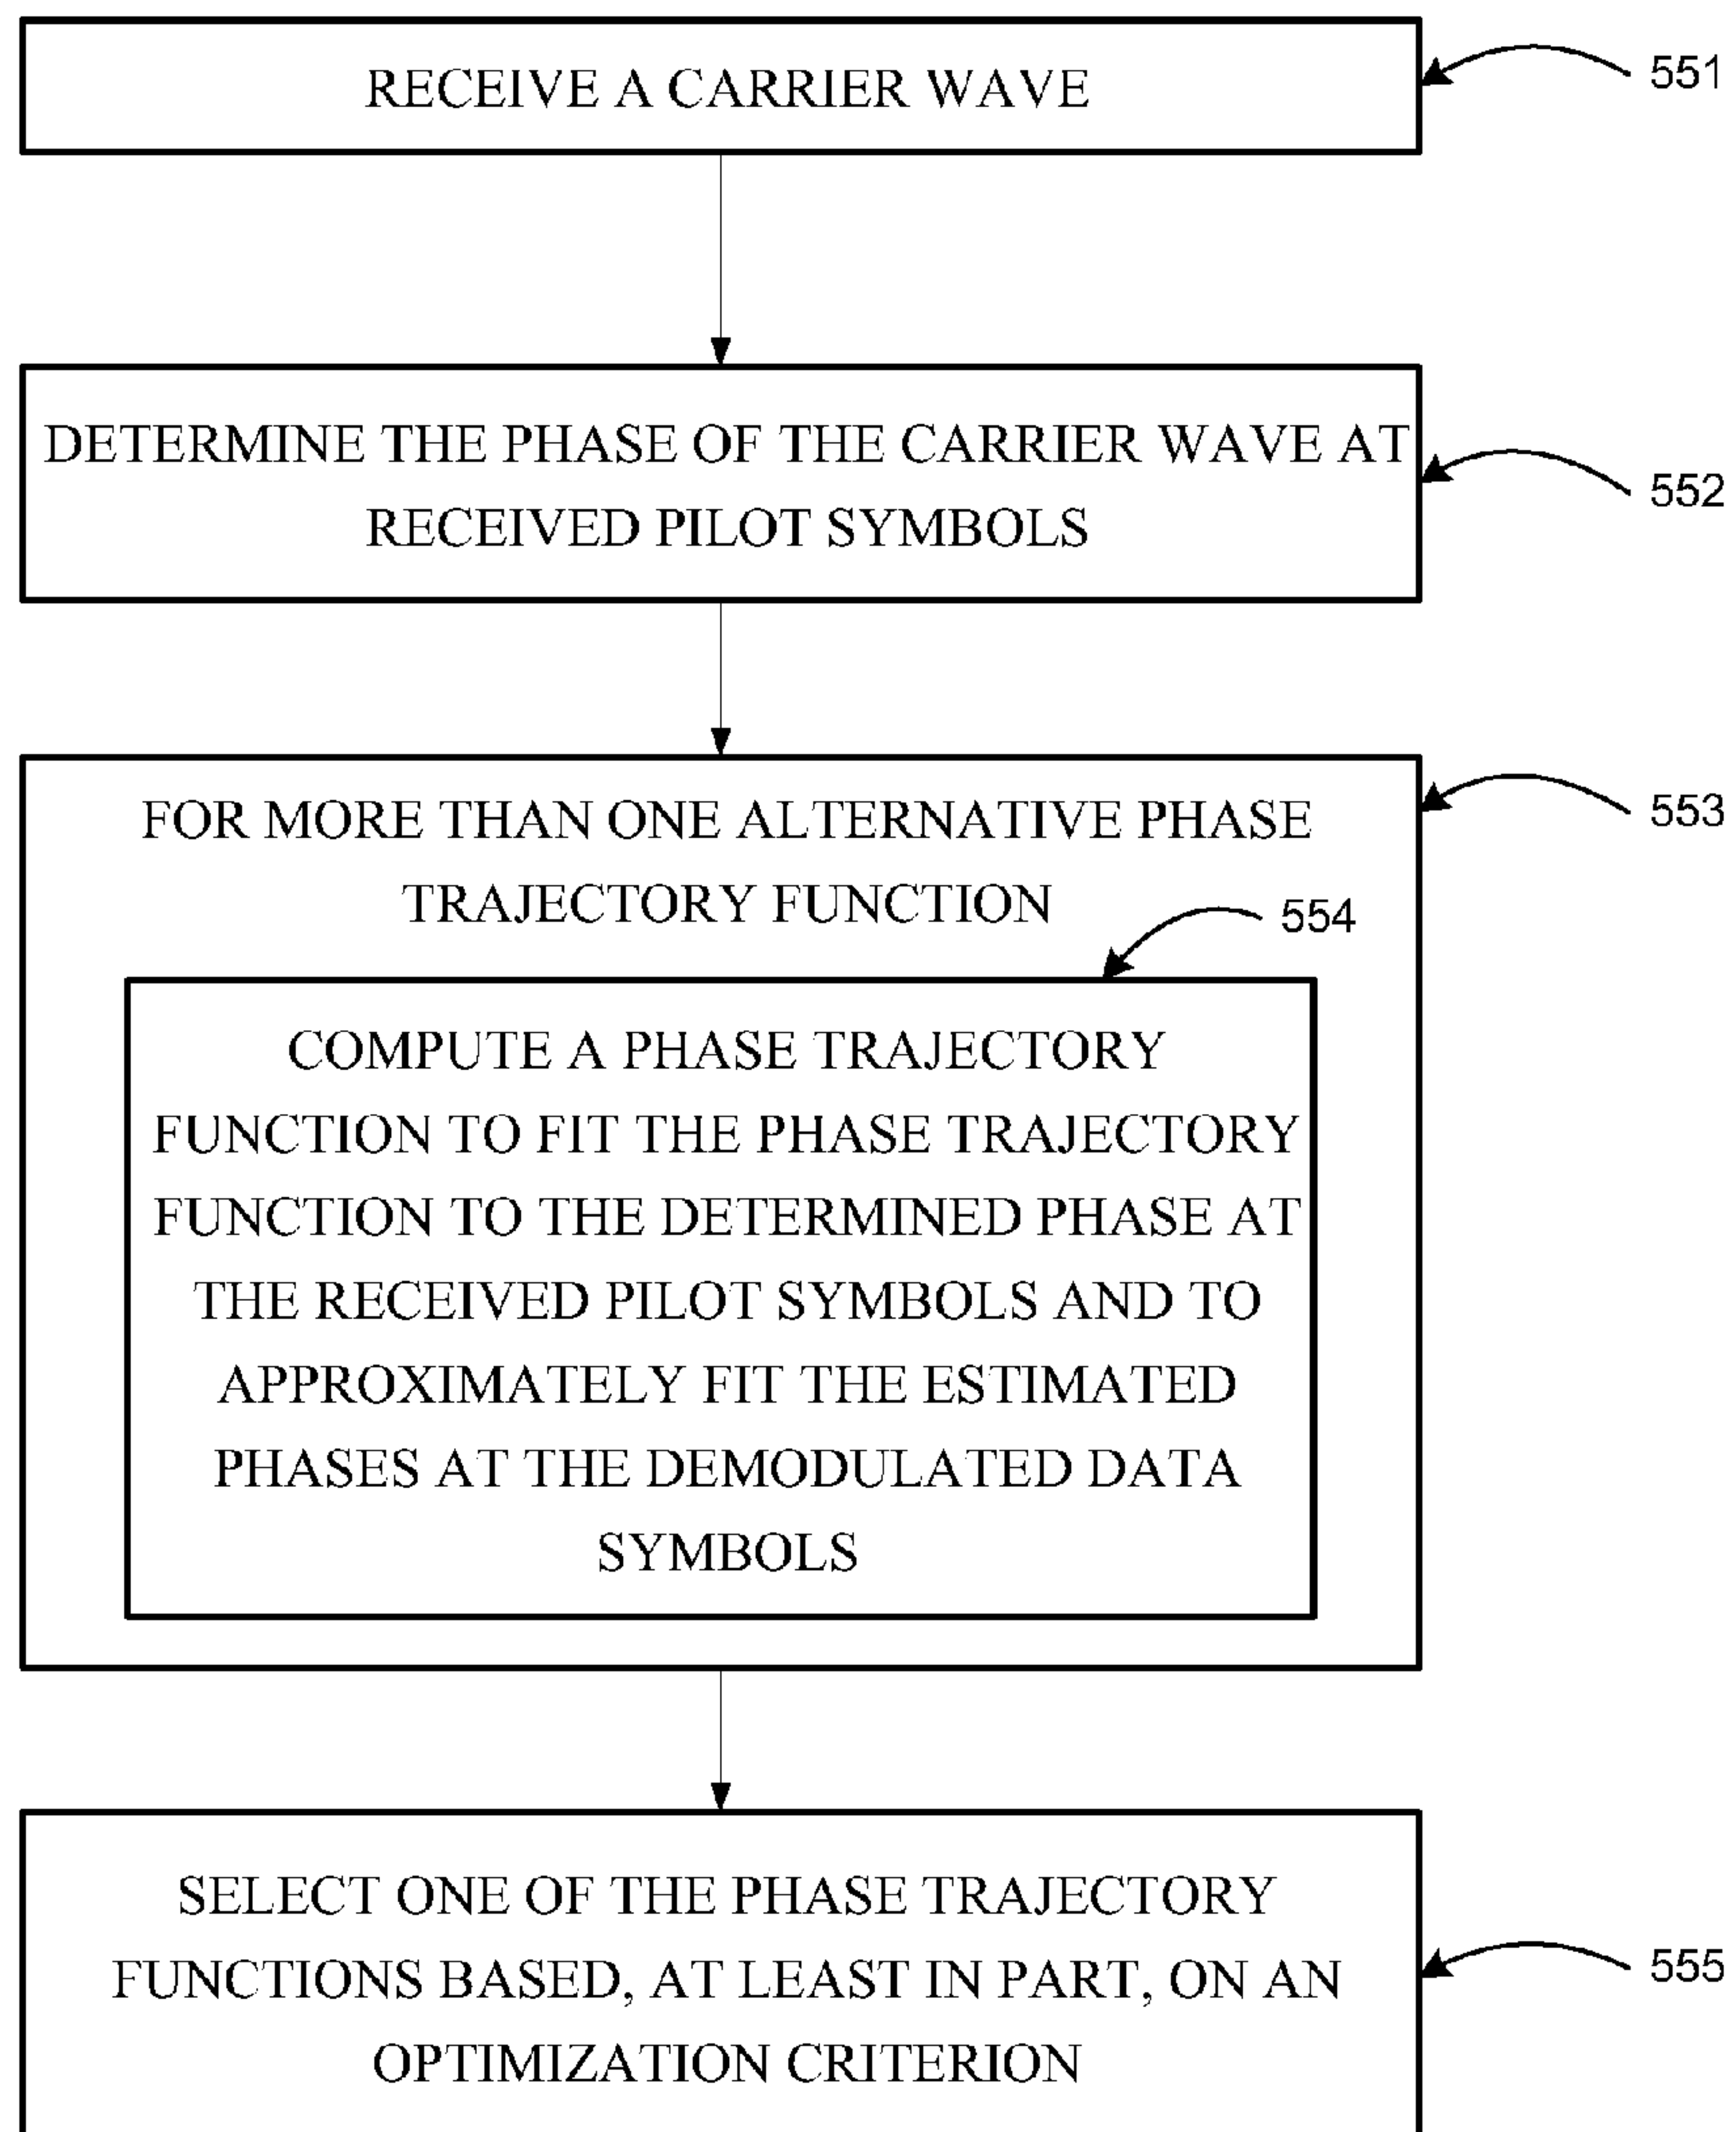 RECEIVE A CARRIER WAVE
551
DETERMINE THE PHASE OF THE CARRIER WAVE AT
RECEIVED PILOT SYMBOLS
552
FOR MORE THAN ONE ALTERNATIVE PHASE
TRAJECTORY FUNCTION
553
554
COMPUTE A PHASE TRAJECTORY
FUNCTION TO FIT THE PHASE TRAJECTORY
FUNCTION TO THE DETERMINED PHASE AT
THE RECEIVED PILOT SYMBOLS AND TO
APPROXIMATELY FIT THE ESTIMATED
PHASES AT THE DEMODULATED DATA
SYMBOLS
SELECT ONE OF THE PHASE TRAJECTORY
FUNCTIONS BASED, AT LEAST IN PART, ON AN
OPTIMIZATION CRITERION
555